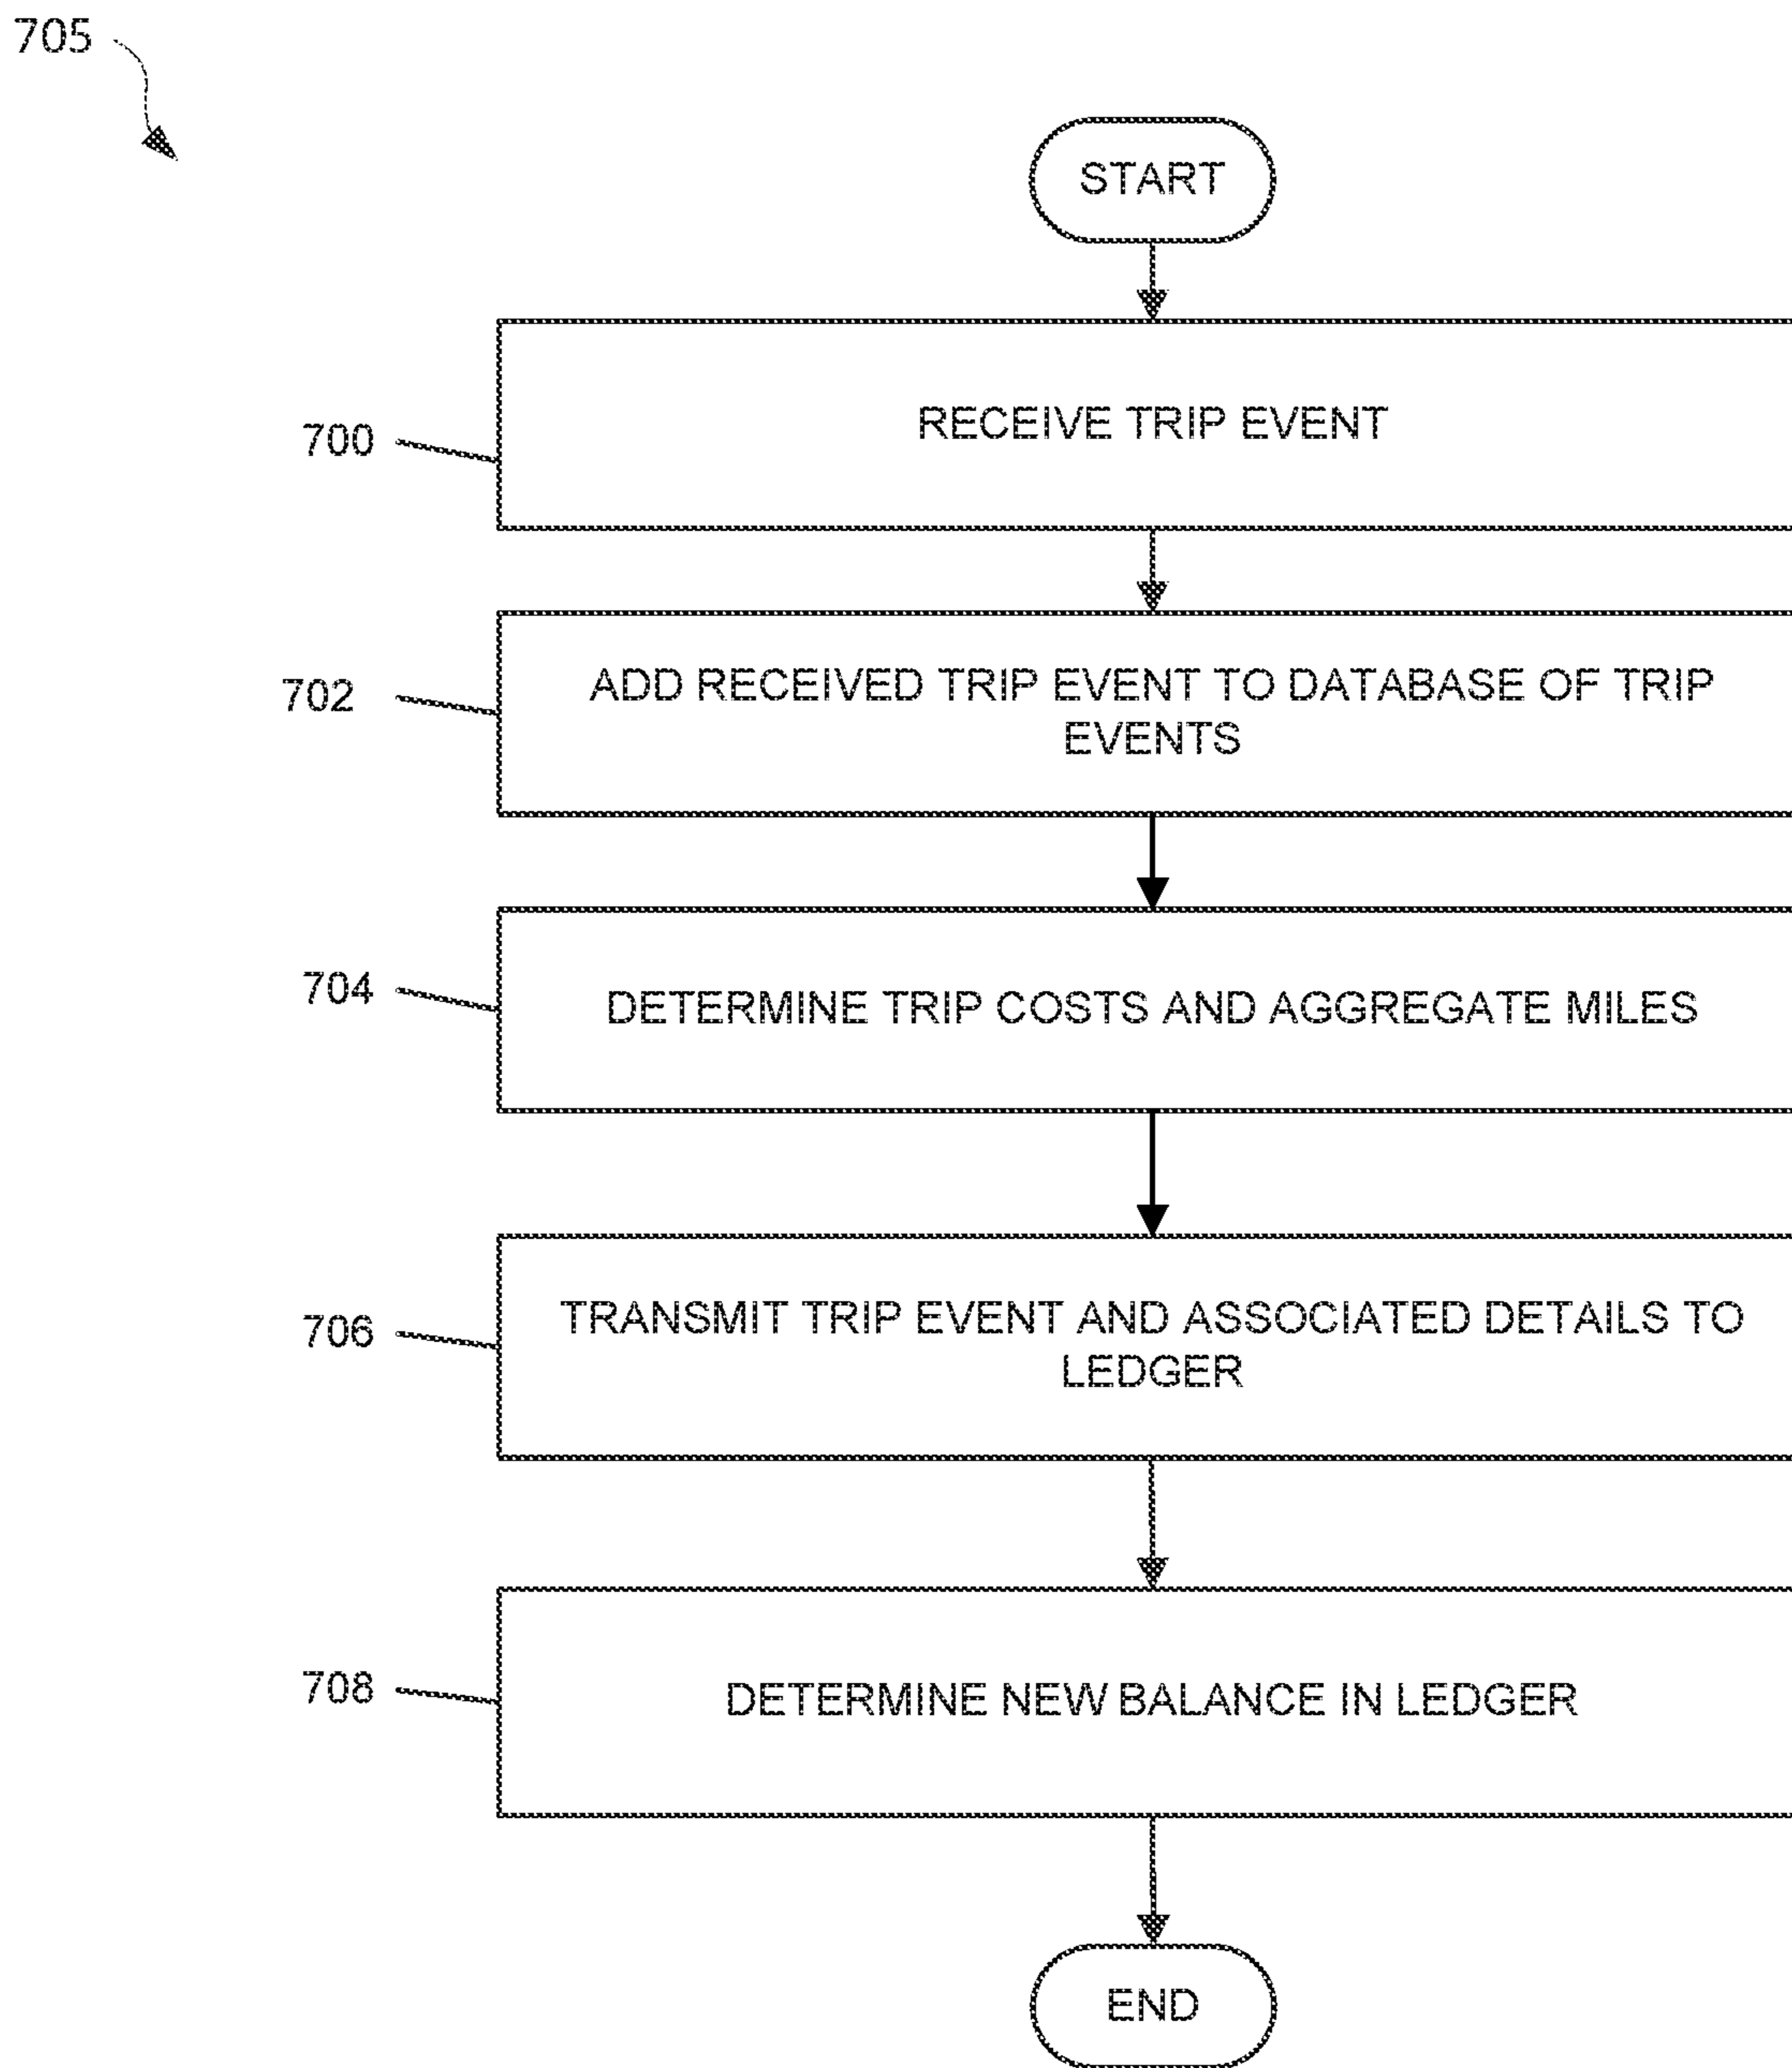 705
START
700
RECEIVE TRIP EVENT
702
ADD RECEIVED TRIP EVENT TO DATABASE OF TRIP
EVENTS
704
DETERMINE TRIP COSTS AND AGGREGATE MILES
706
TRANSMIT TRIP EVENT AND ASSOCIATED DETAILS TO
LEDGER
708
DETERMINE NEW BALANCE IN LEDGER
END